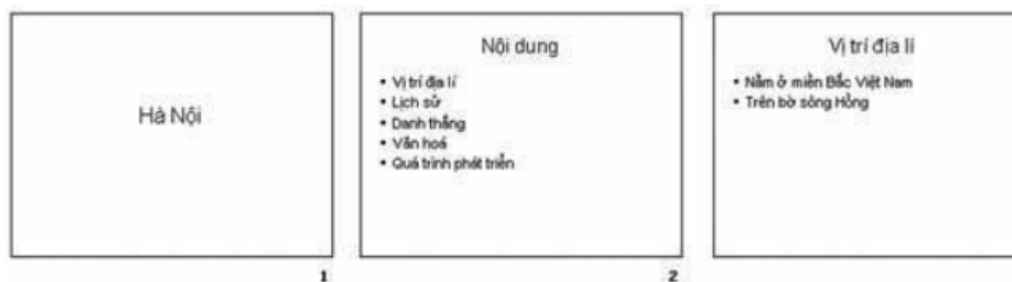 Hà Nội
1
Nội dung
• Vị trí địa lí
• Lịch sử
• Danh thắng
• Văn hoá
• Quá trình phát triển
2
Vị trí địa lí
• Nằm ở miền Bắc Việt Nam
• Trên bờ sông Hồng